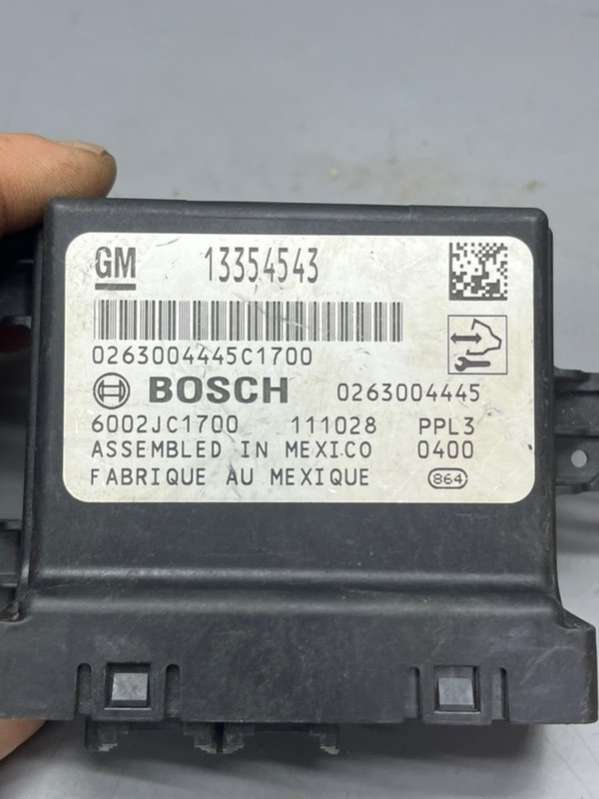 GM 13354543
0263004445C1700
BOSCH 0263004445
6002JC1700 111028 PPL3
ASSEMBLED IN MEXICO 0400
FABRIQUE AU MEXIQUE 864